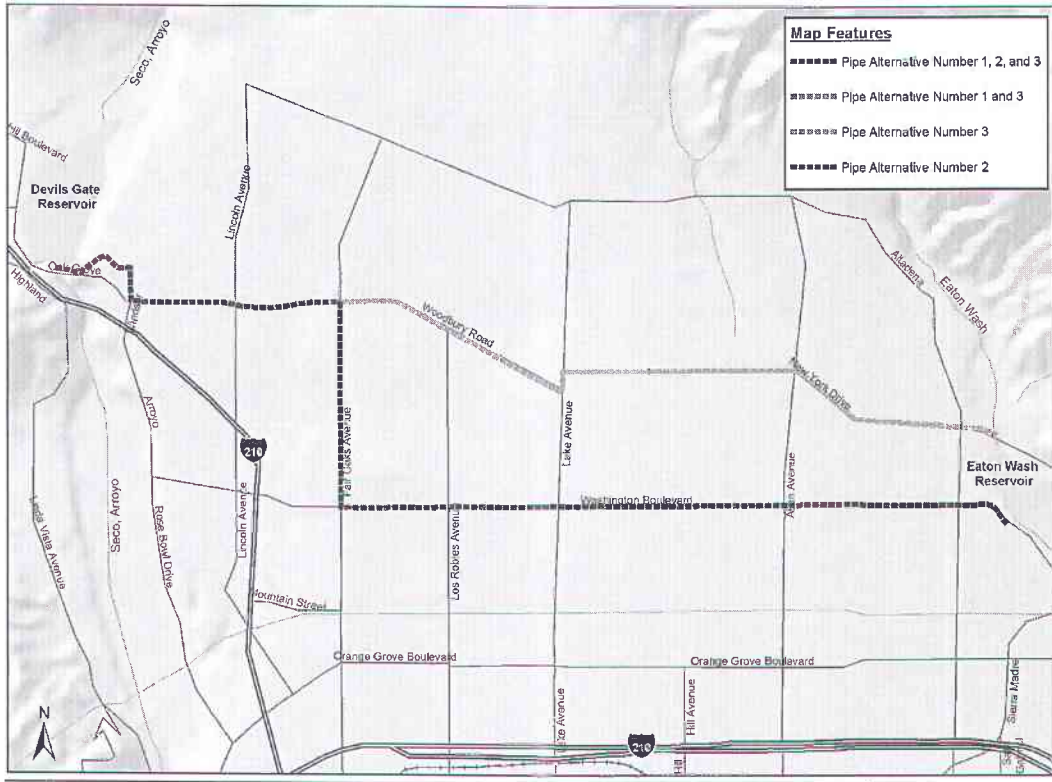 Map Features
Pipe Alternative Number 1, 2, and 3
Pipe Alternative Number 1 and 3
Pipe Alternative Number 3
Pipe Alternative Number 2
Seco, Arroyo
Boulevard
Devils Gate
Reservoir
Lincoln Avenue
Highland
Woodbury Road
Altadena
Eaton Wash
New York Drive
Arroyo
210
Fair Oaks Avenue
Lake Avenue
Allen Avenue
Eaton Wash
Reservoir
Washington Boulevard
Linda Vista Avenue
Seco, Arroyo
Rose Bowl Drive
Lincoln Avenue
Los Robles Avenue
Mountain Street
Orange Grove Boulevard
Orange Grove Boulevard
Sierra Madre
Lake Avenue
Hill Avenue
N
210
Hill